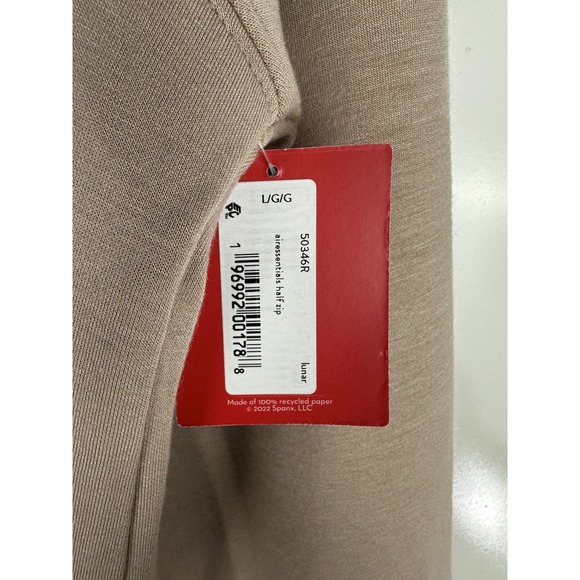 L/G/G
50346R
airessentials half zip
lunar
1 96992 00178 8
Made of 100% recycled paper
© 2022 Spanx, LLC